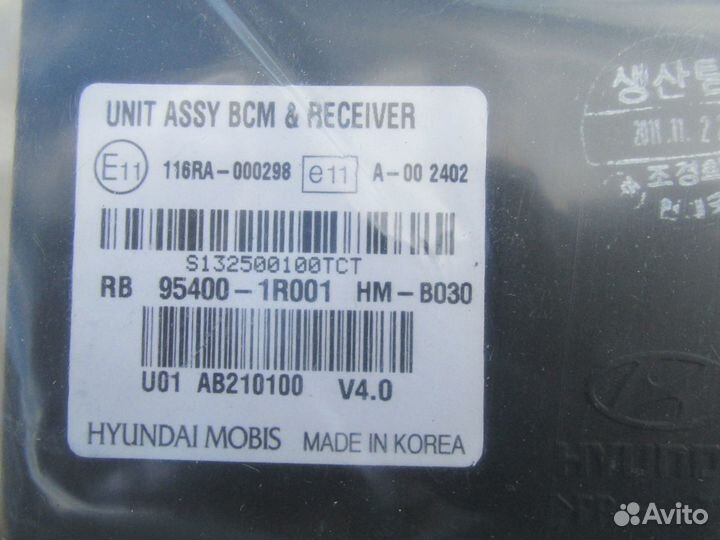 UNIT ASSY BCM & RECEIVER
E11 116RA-000298 e11 A-00 2402
S132500100TCT
RB 95400-1R001 HM-B030
U01 AB210100 V4.0
HYUNDAI MOBIS MADE IN KOREA
생산팀
2011.11.2
Avito